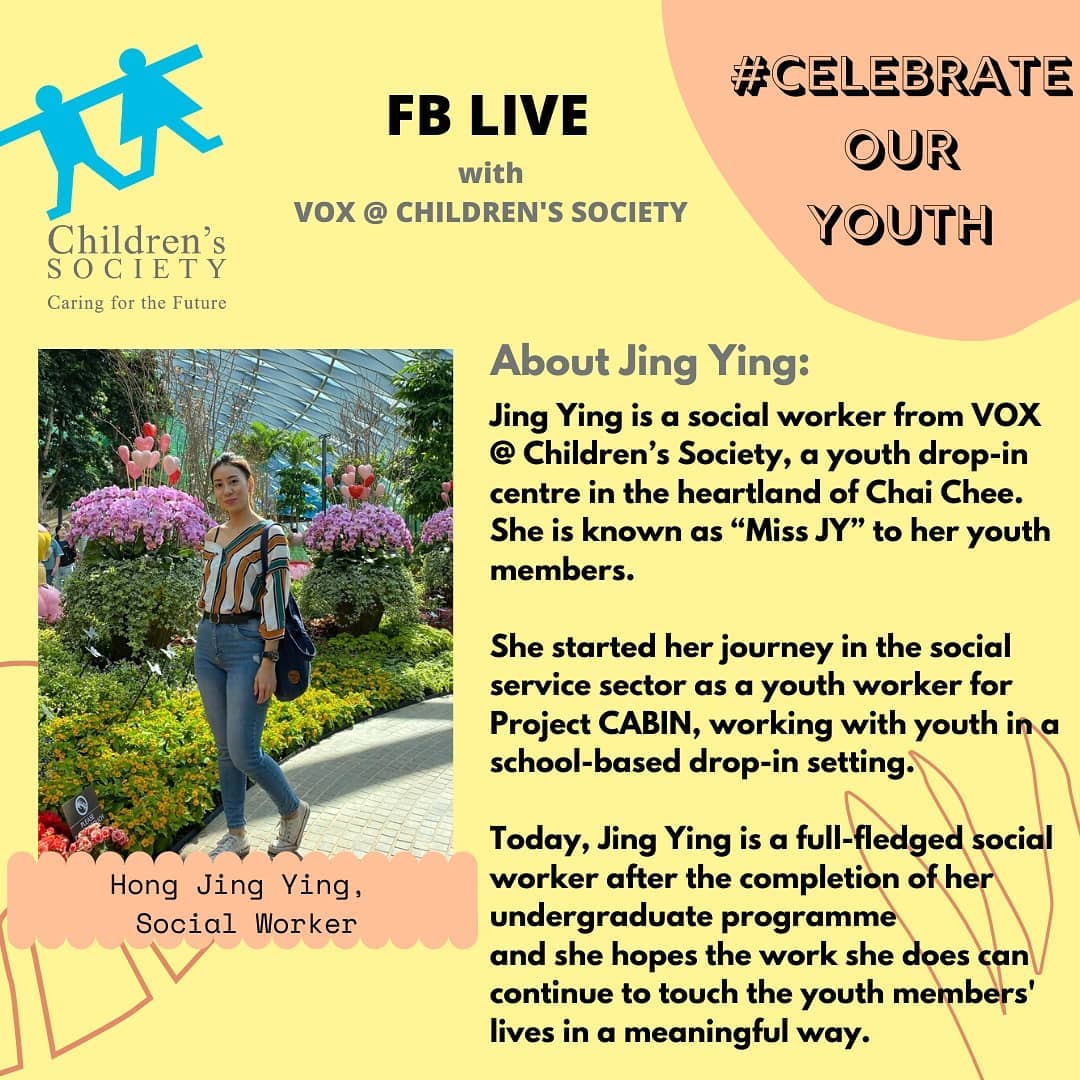 Children's
SOCIETY
Caring for the Future
FB LIVE
with
VOX @ CHILDREN'S SOCIETY
#CELEBRATE
OUR
YOUTH
About Jing Ying:
Jing Ying is a social worker from VOX
@ Children’s Society, a youth drop-in
centre in the heartland of Chai Chee.
She is known as “Miss JY” to her youth
members.
She started her journey in the social
service sector as a youth worker for
Project CABIN, working with youth in a
school-based drop-in setting.
Today, Jing Ying is a full-fledged social
worker after the completion of her
undergraduate programme
and she hopes the work she does can
continue to touch the youth members'
lives in a meaningful way.
PLEASE
Hong Jing Ying,
Social Worker